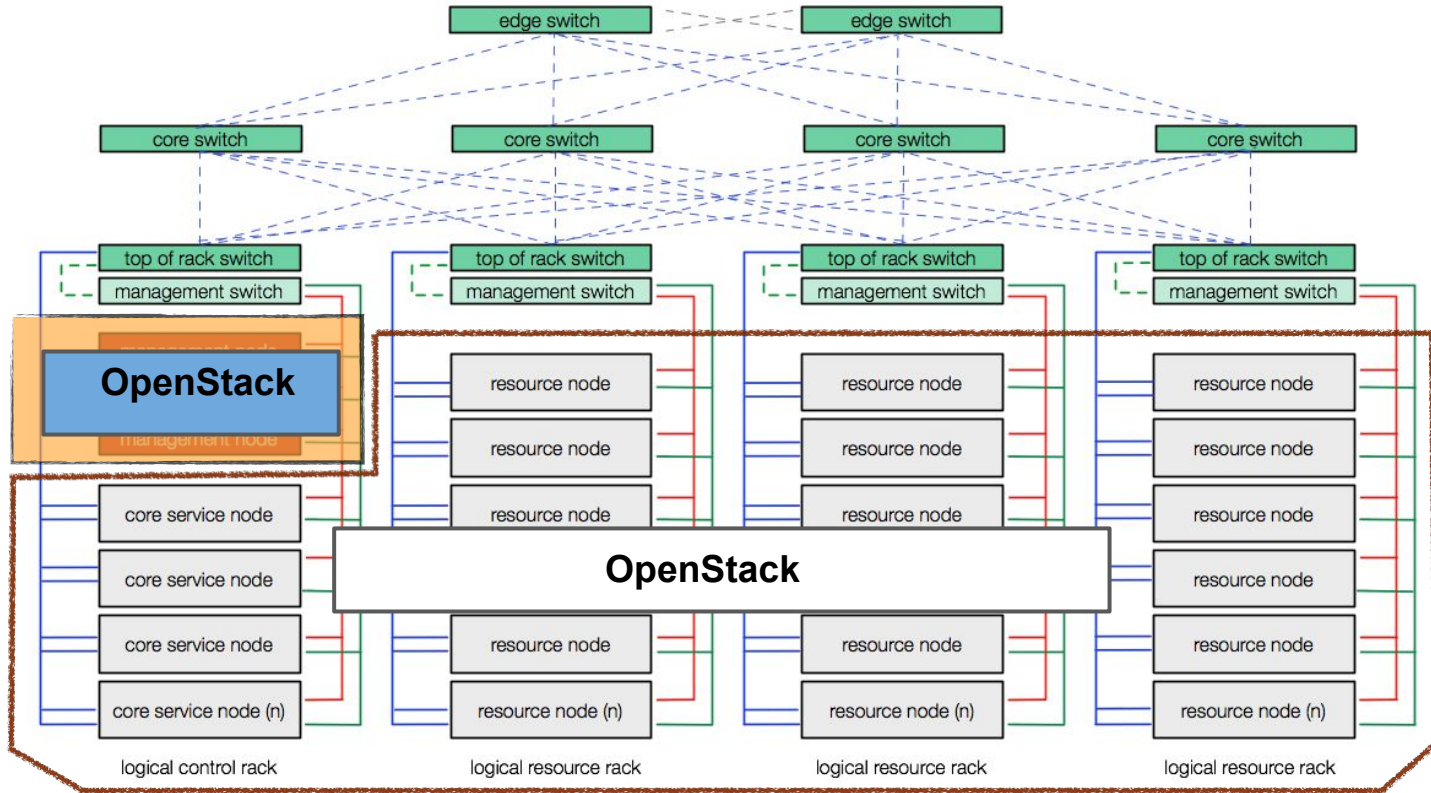 edge switch
edge switch
core switch
core switch
core switch
core switch
top of rack switch
top of rack switch
top of rack switch
top of rack switch
management switch
management switch
management switch
management switch
management node
OpenStack
management node
resource node
resource node
resource node
resource node
resource node
resource node
core service node
resource node
resource node
resource node
core service node
OpenStack
resource node
core service node
resource node
resource node
resource node
core service node (n)
resource node (n)
resource node (n)
resource node (n)
logical control rack
logical resource rack
logical resource rack
logical resource rack